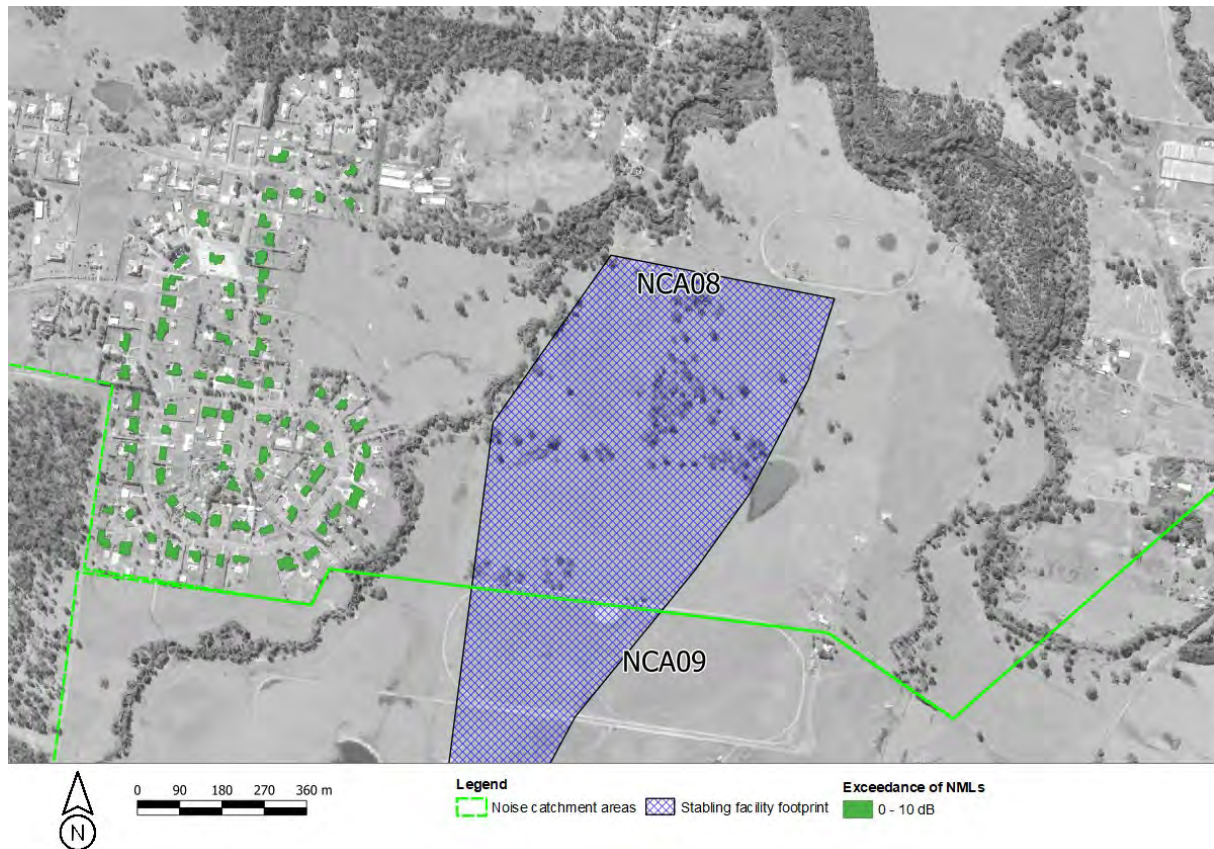 NCA08
NCA09
N
0 90 180 270 360 m
Legend
Noise catchment areas
Stabling facility footprint
Exceedance of NMLs
0 - 10 dB